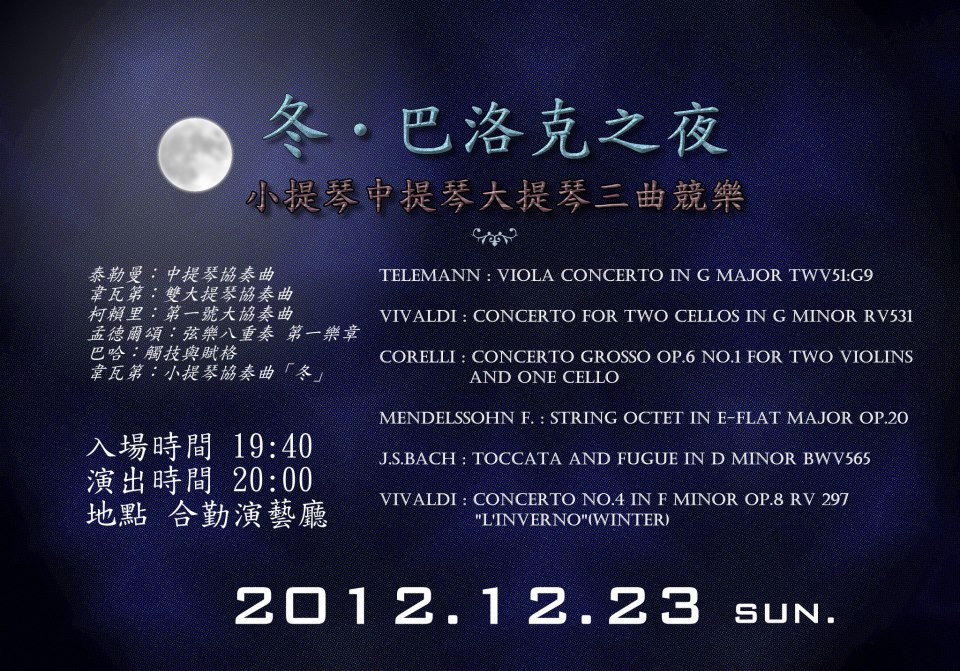 冬·巴洛克之夜
小提琴中提琴大提琴三曲競樂
泰勒曼：中提琴協奏曲
韋瓦第：雙大提琴協奏曲
柯賴里：第一號大協奏曲
孟德爾頌：弦樂八重奏 第一樂章
巴哈：觸技與賦格
韋瓦第：小提琴協奏曲「冬」
入場時間 19:40
演出時間 20:00
地點 合勤演藝廳
TELEMANN : VIOLA CONCERTO IN G MAJOR TWV51:G9
VIVALDI : CONCERTO FOR TWO CELLOS IN G MINOR RV531
CORELLI : CONCERTO GROSSO OP.6 NO.1 FOR TWO VIOLINS
AND ONE CELLO
MENDELSSOHN F. : STRING OCTET IN E-FLAT MAJOR OP.20
J.S.BACH : TOCCATA AND FUGUE IN D MINOR BWV565
VIVALDI : CONCERTO NO.4 IN F MINOR OP.8 RV 297
"L'INVERNO"(WINTER)
2012.12.23 SUN.